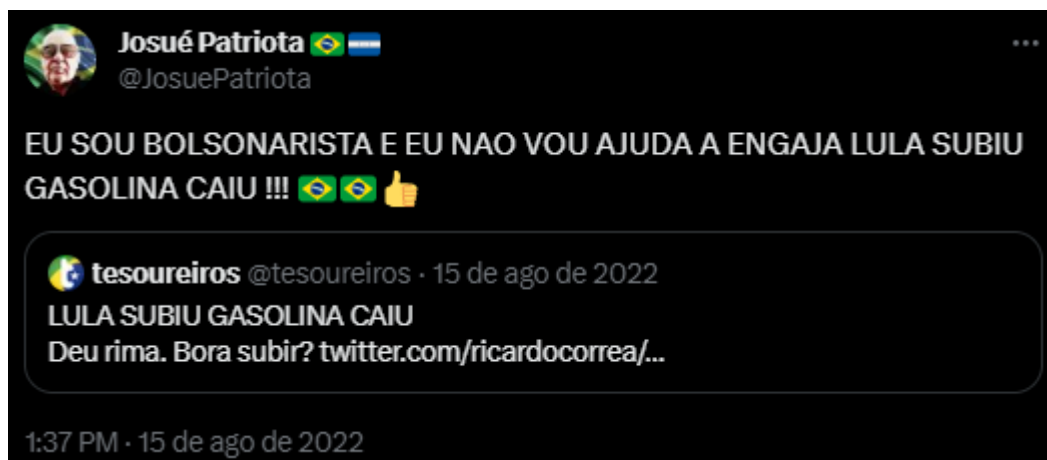 Josué Patriota 🇧🇷🇭🇳
@JosuePatriota
EU SOU BOLSONARISTA E EU NAO VOU AJUDA A ENGAJA LULA SUBIU
GASOLINA CAIU !!! 🇧🇷🇧🇷👍
tesoureiros @tesoureiros · 15 de ago de 2022
LULA SUBIU GASOLINA CAIU
Deu rima. Bora subir? twitter.com/ricardocorrea/...
1:37 PM · 15 de ago de 2022